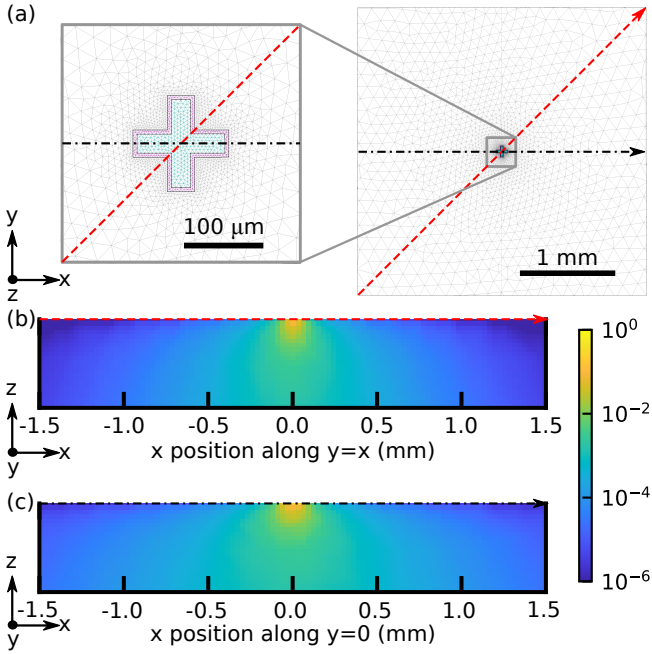 (a)
100 μm
1 mm
y
x
z
(b)
z
y
x
-1.5 -1.0 -0.5 0.0 0.5 1.0 1.5
x position along y=x (mm)
(c)
z
y
x
-1.5 -1.0 -0.5 0.0 0.5 1.0 1.5
x position along y=0 (mm)
10⁰
10⁻²
10⁻⁴
10⁻⁶